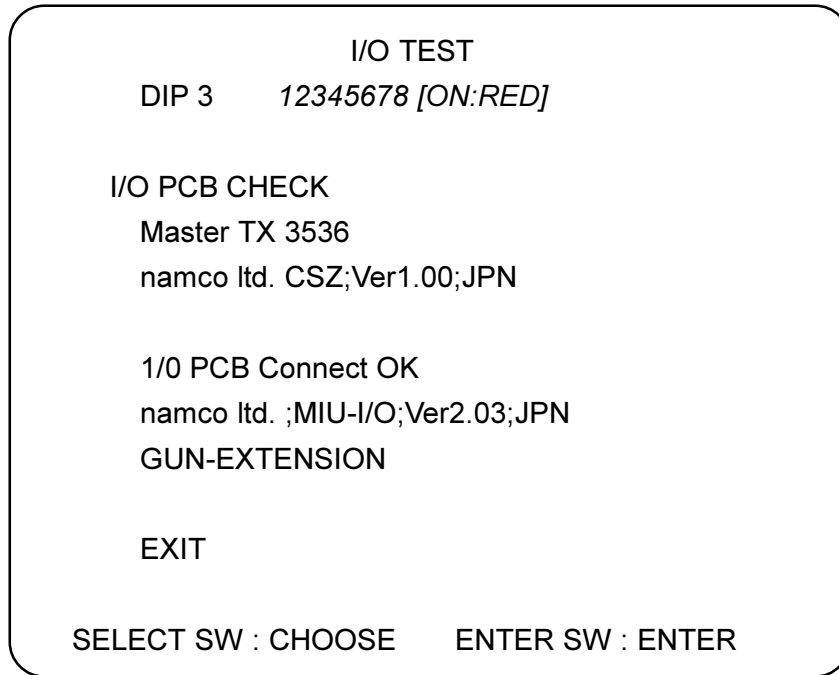 I/O TEST
DIP 3 12345678 [ON:RED]
I/O PCB CHECK
Master TX 3536
namco ltd. CSZ;Ver1.00;JPN
1/0 PCB Connect OK
namco ltd. ;MIU-I/O;Ver2.03;JPN
GUN-EXTENSION
EXIT
SELECT SW : CHOOSE ENTER SW : ENTER